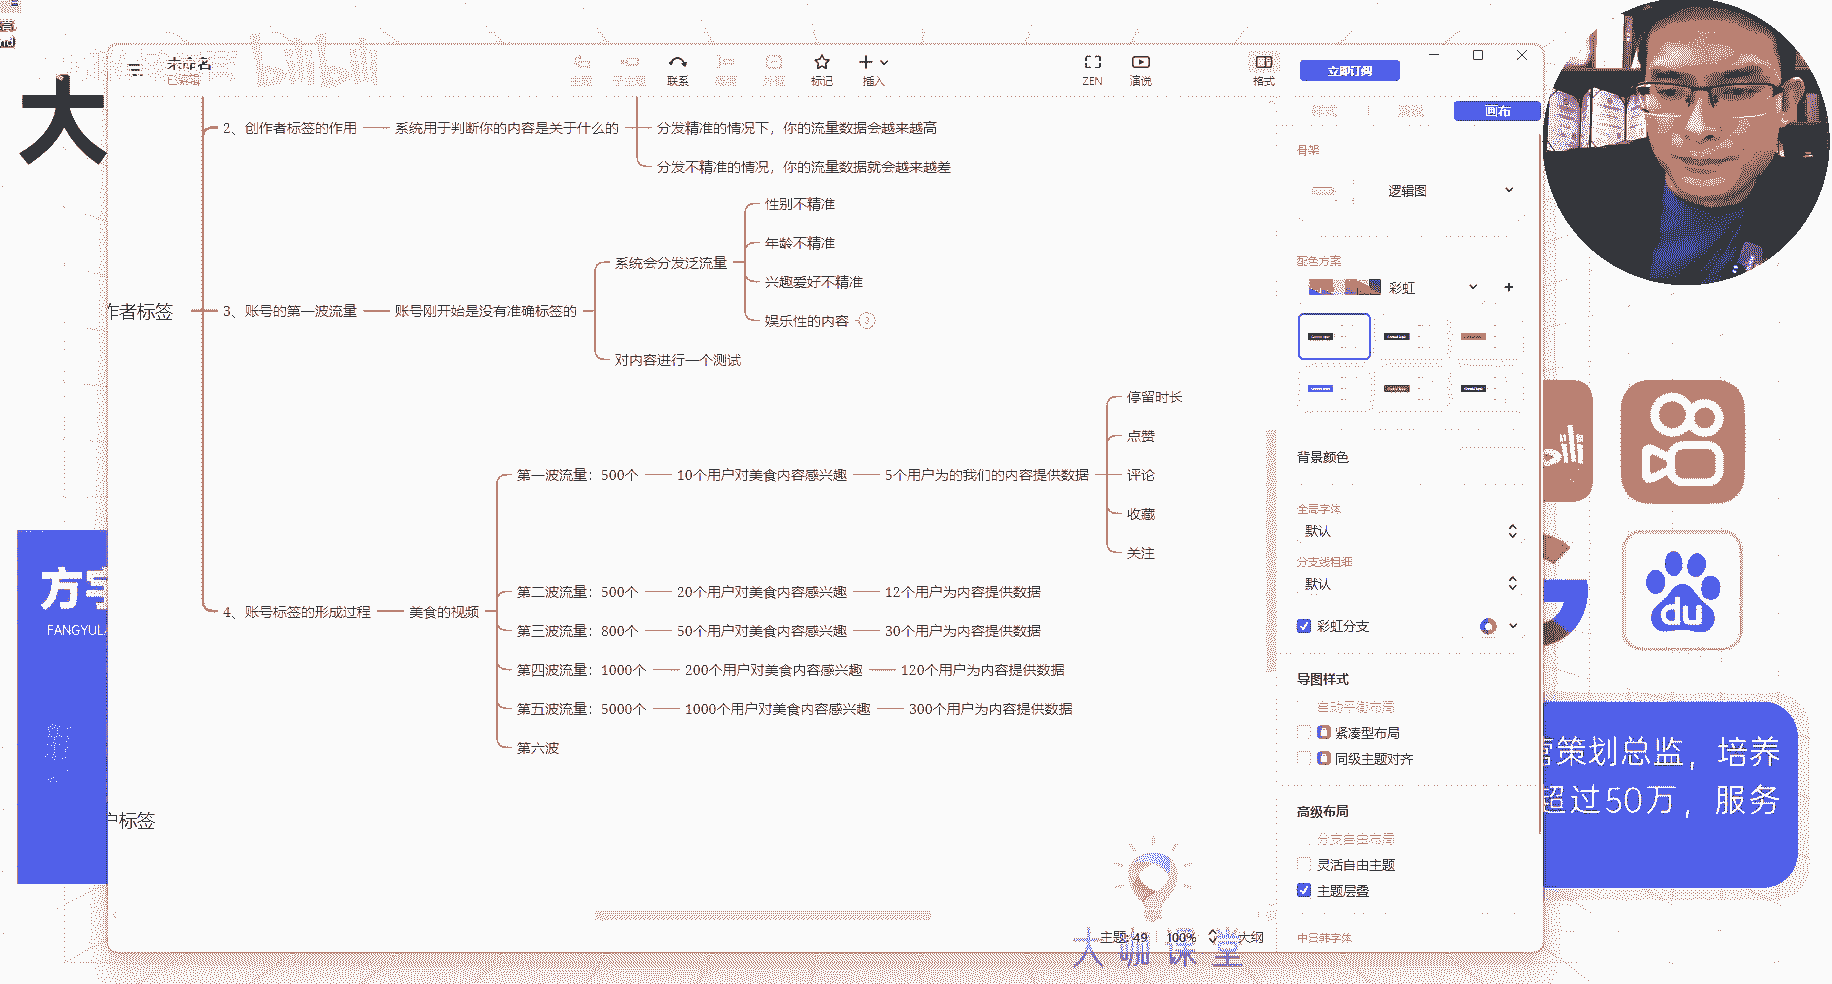 未命名
已编辑
主题
子主题
联系
概要
外框
标记
插入
ZEN
演说
格式
立即订阅
大
bilibili
样式
演说
画布
2、创作者标签的作用
系统用于判断你的内容是关于什么的
分发精准的情况下，你的流量数据会越来越高
分发不精准的情况，你的流量数据就会越来越差
骨架
逻辑图
作者标签
3、账号的第一波流量
账号刚开始是没有准确标签的
系统会分发泛流量
性别不精准
年龄不精准
兴趣爱好不精准
娱乐性的内容
对内容进行一个测试
配色方案
彩虹
4、账号标签的形成过程
美食的视频
第一波流量：500个
10个用户对美食内容感兴趣
5个用户为的我们的内容提供数据
停留时长
点赞
评论
收藏
关注
第二波流量：500个
20个用户对美食内容感兴趣
12个用户为内容提供数据
第三波流量：800个
50个用户对美食内容感兴趣
30个用户为内容提供数据
第四波流量：1000个
200个用户对美食内容感兴趣
120个用户为内容提供数据
第五波流量：5000个
1000个用户对美食内容感兴趣
300个用户为内容提供数据
第六波
户标签
背景颜色
全局字体
默认
分支线粗细
默认
彩虹分支
导图样式
自动平衡布局
紧凑型布局
同级主题对齐
高级布局
分支自由布局
灵活自由主题
主题层叠
中日韩字体
主题: 49
100%
大纲
大咖课堂
方宇
FANGYUL
bili
du
营策划总监，培养
超过50万，服务